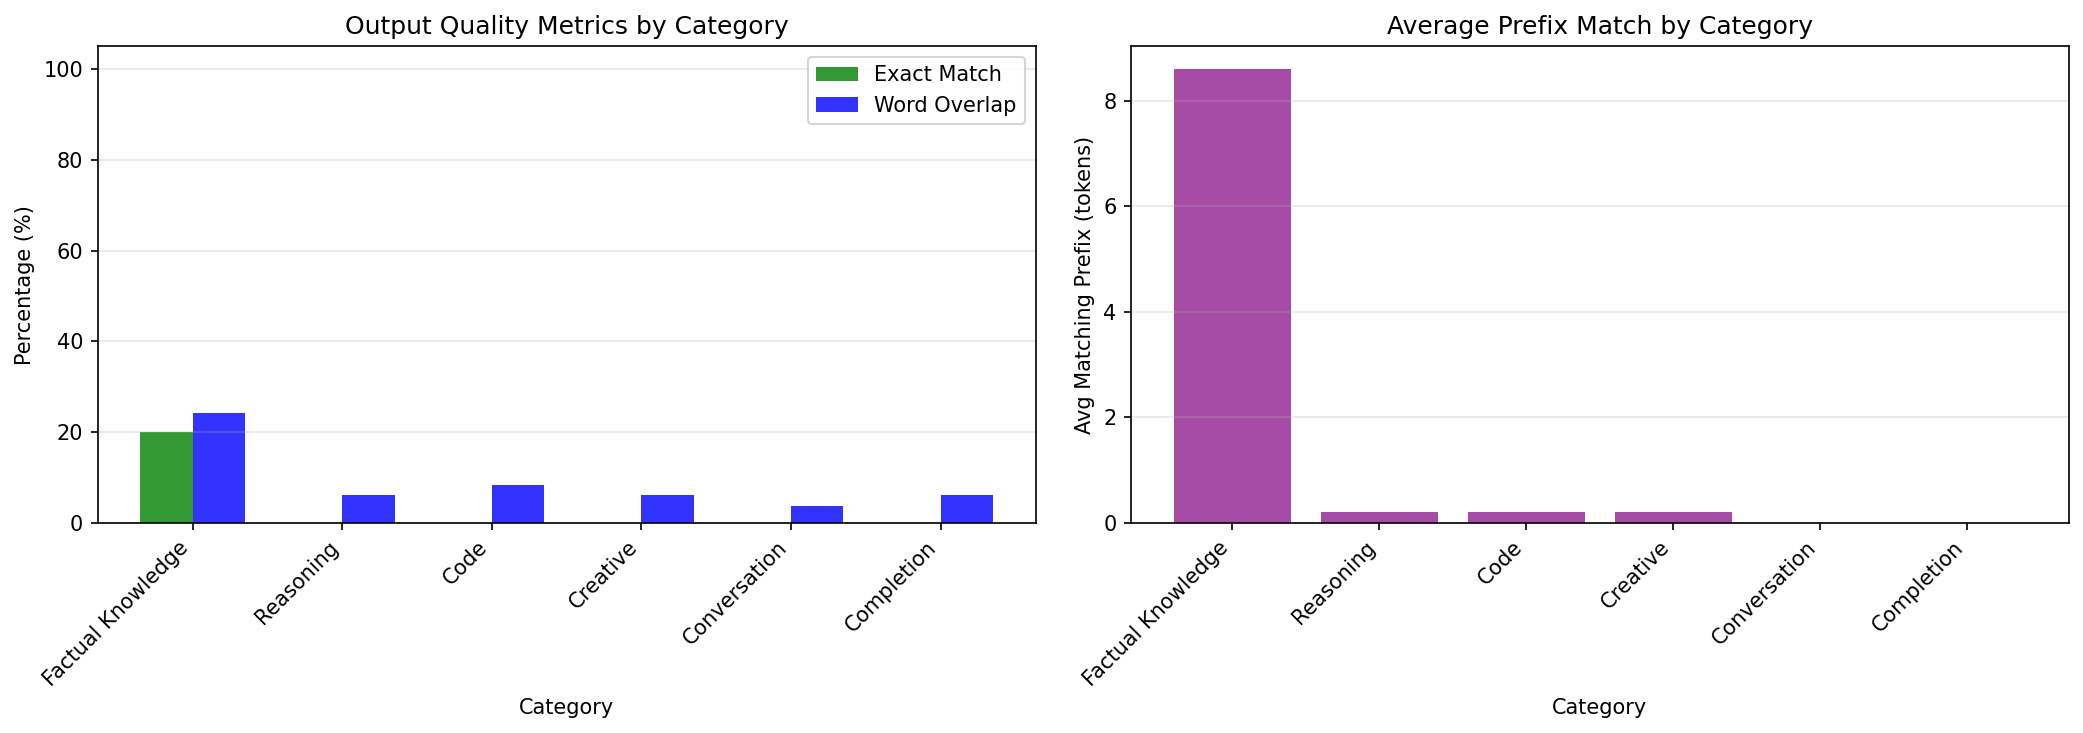 Output Quality Metrics by Category
Percentage (%)
100
80
60
40
20
0
Exact Match
Word Overlap
Factual Knowledge
Reasoning
Code
Creative
Conversation
Completion
Category
Average Prefix Match by Category
Avg Matching Prefix (tokens)
8
6
4
2
0
Factual Knowledge
Reasoning
Code
Creative
Conversation
Completion
Category